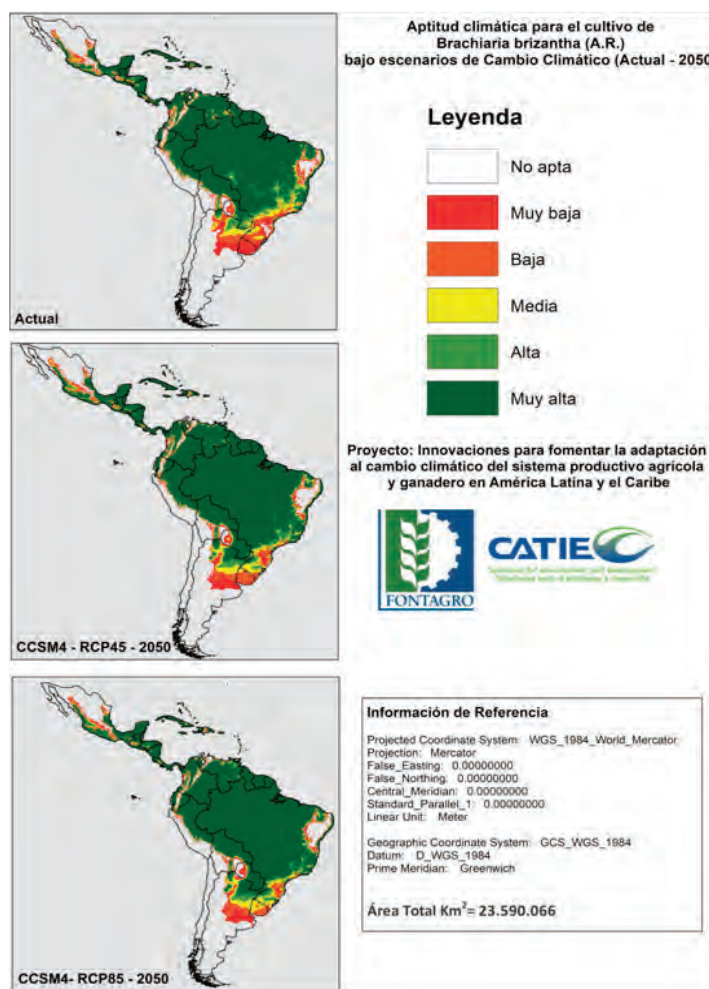 Aptitud climática para el cultivo de
Brachiaria brizantha (A.R.)
bajo escenarios de Cambio Climático (Actual - 2050
Leyenda
No apta
Muy baja
Baja
Media
Alta
Muy alta
Actual
Proyecto: Innovaciones para fomentar la adaptación
al cambio climático del sistema productivo agrícola
y ganadero en América Latina y el Caribe
FONTAGRO
CATIE
CCSM4 - RCP45 - 2050
Información de Referencia
Projected Coordinate System: WGS_1984_World_Mercator
Projection: Mercator
False_Easting: 0.00000000
False_Northing: 0.00000000
Central_Meridian: 0.00000000
Standard_Parallel_1: 0.00000000
Linear Unit: Meter
Geographic Coordinate System: GCS_WGS_1984
Datum: D_WGS_1984
Prime Meridian: Greenwich
Área Total Km²= 23.590.066
CCSM4- RCP85 - 2050